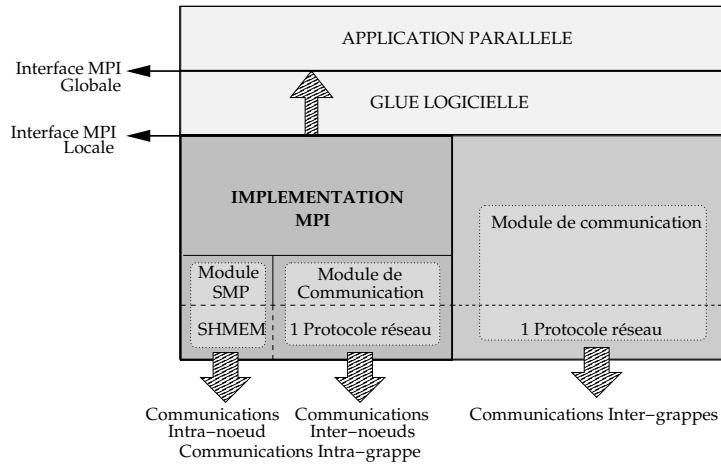 APPLICATION PARALLELE
Interface MPI
Globale
GLUE LOGICIELLE
Interface MPI
Locale
IMPLEMENTATION
MPI
Module de communication
Module
SMP
Module de
Communication
SHMEM
1 Protocole réseau
1 Protocole réseau
Communications
Intra−noeud
Communications
Inter−noeuds
Communications Intra−grappe
Communications Inter−grappes